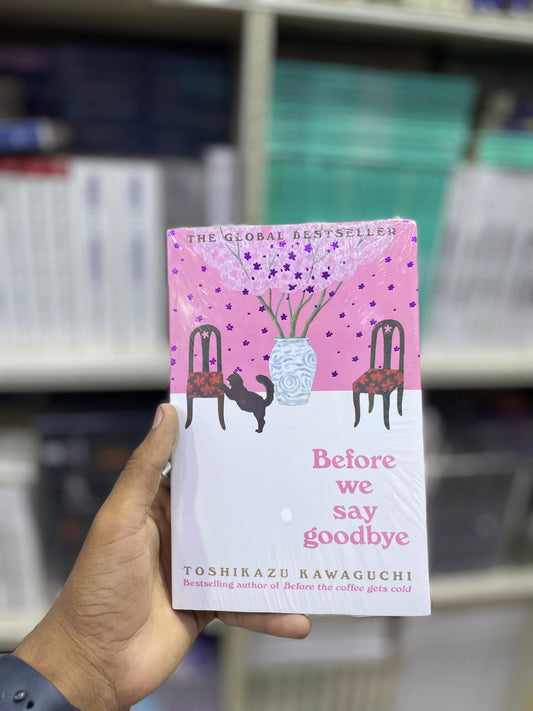 THE GLOBAL BESTSELLER
Before
we
say
goodbye
TOSHIKAZU KAWAGUCHI
Bestselling author of Before the coffee gets cold